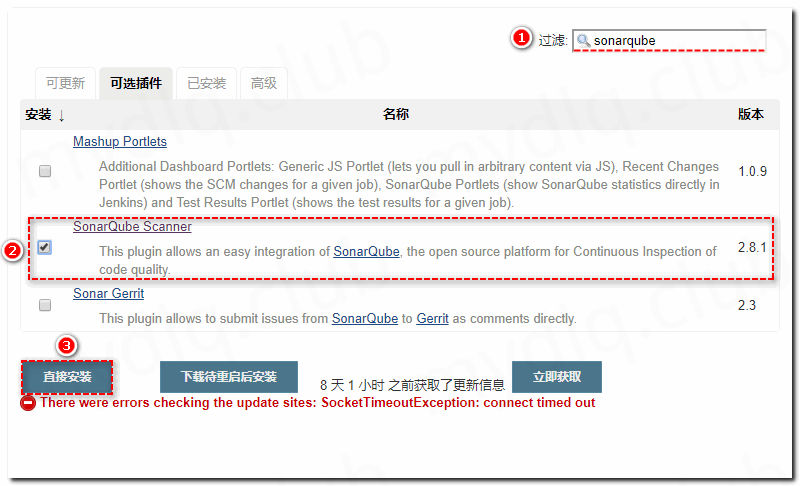 1 过滤: sonarqube
可更新 可选插件 已安装 高级
安装 ↓ 名称 版本
Mashup Portlets
Additional Dashboard Portlets: Generic JS Portlet (lets you pull in arbitrary content via JS), Recent Changes
1.0.9
Portlet (shows the SCM changes for a given job), SonarQube Portlets (show SonarQube statistics directly in
Jenkins) and Test Results Portlet (shows the test results for a given job).
SonarQube Scanner
2
This plugin allows an easy integration of SonarQube, the open source platform for Continuous Inspection of
2.8.1
code quality.
Sonar Gerrit
2.3
This plugin allows to submit issues from SonarQube to Gerrit as comments directly.
3
直接安装 下载待重启后安装 8 天 1 小时 之前获取了更新信息 立即获取
There were errors checking the update sites: SocketTimeoutException: connect timed out
mydlq.club